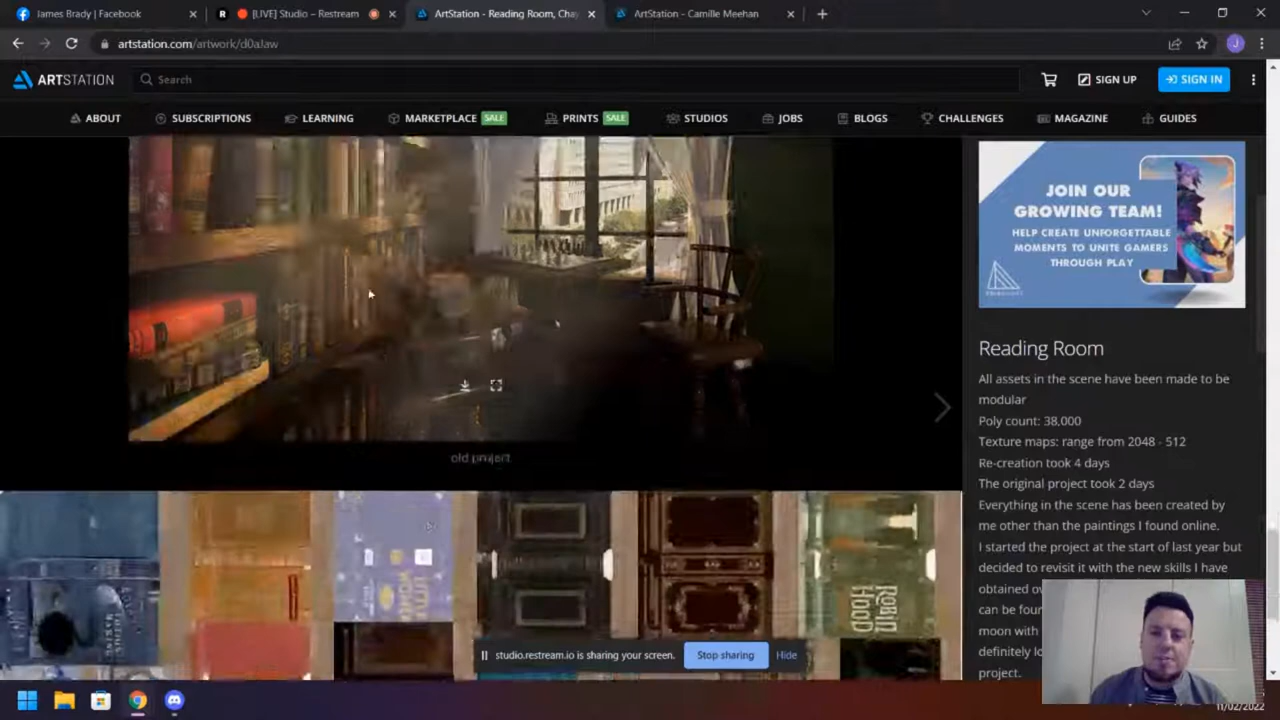 James Brady | Facebook
[LIVE] Studio – Restream
ArtStation - Reading Room, Cha
ArtStation - Camille Meehan
artstation.com/artwork/d0aJaw
J
ARTSTATION
Search
SIGN UP
SIGN IN
ABOUT
SUBSCRIPTIONS
LEARNING
MARKETPLACE SALE
PRINTS SALE
STUDIOS
JOBS
BLOGS
CHALLENGES
MAGAZINE
GUIDES
JOIN OUR
GROWING TEAM!
HELP CREATE UNFORGETTABLE
MOMENTS TO UNITE GAMERS
THROUGH PLAY
Reading Room
All assets in the scene have been made to be
modular
Poly count: 38,000
Texture maps: range from 2048 - 512
Re-creation took 4 days
The original project took 2 days
Everything in the scene has been created by
me other than the paintings I found online.
I started the project at the start of last year but
decided to revisit it with the new skills I have
obtained
can be
moon with
definitely
project.
old project
ROBIN
HOOD
studio.restream.io is sharing your screen.
Stop sharing
Hide
11/02/2022